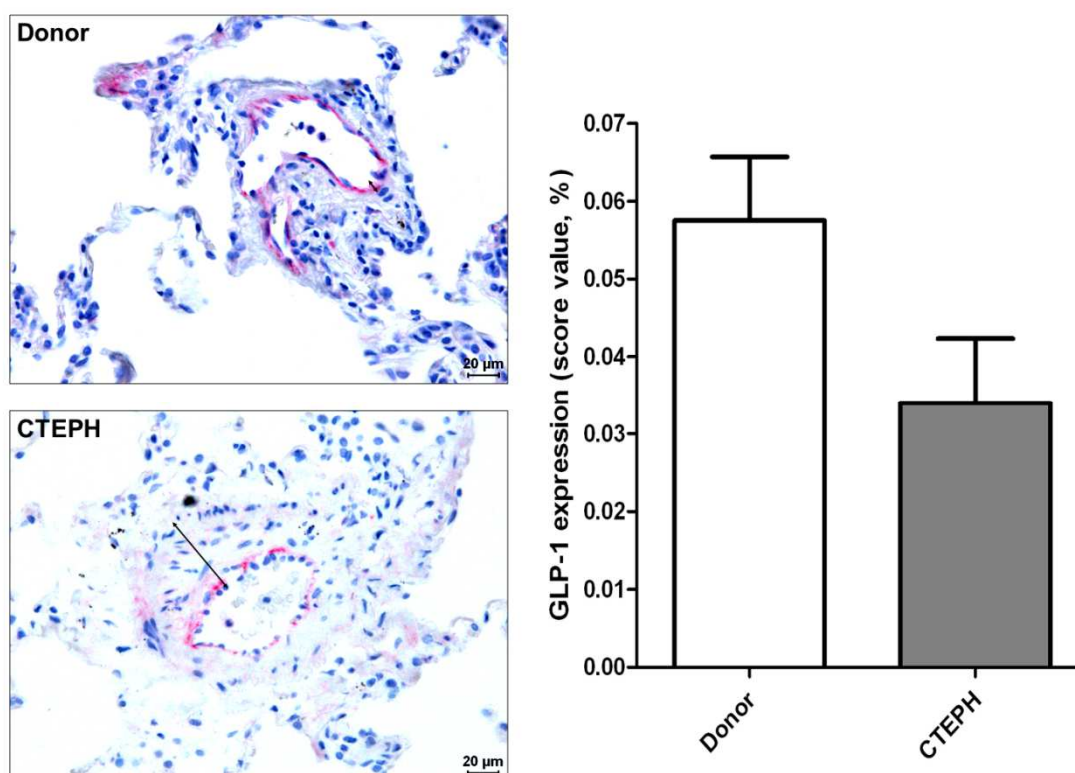 Donor
20 µm
CTEPH
20 µm
GLP-1 expression (score value, %)
0.07
0.06
0.05
0.04
0.03
0.02
0.01
0.00
Donor
CTEPH